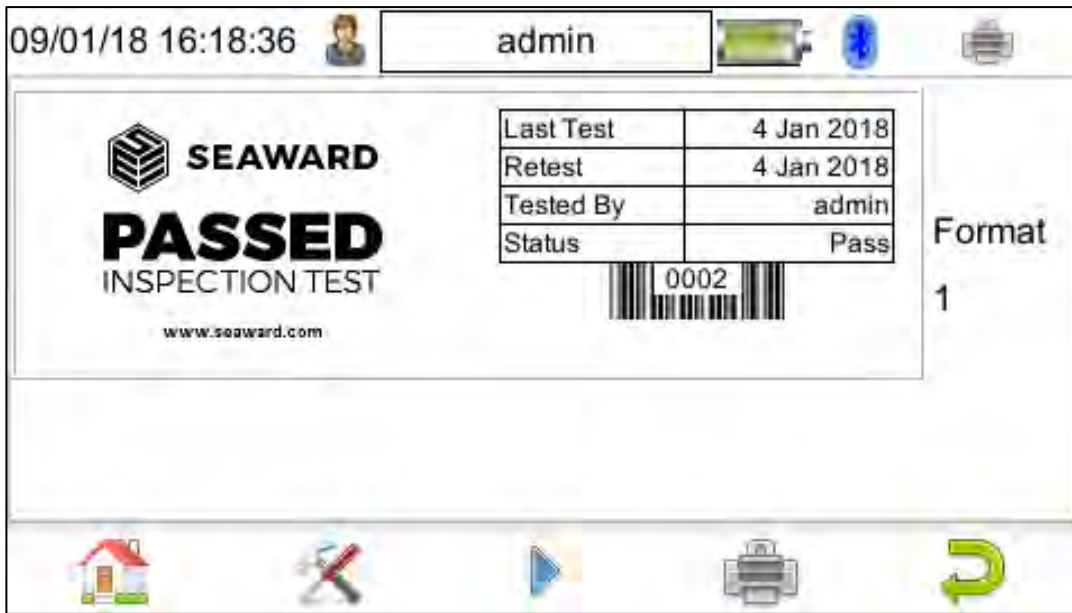 09/01/18 16:18:36 admin
SEAWARD
PASSED
INSPECTION TEST
www.seaward.com
Last Test 4 Jan 2018
Retest 4 Jan 2018
Tested By admin
Status Pass
0002
Format
1